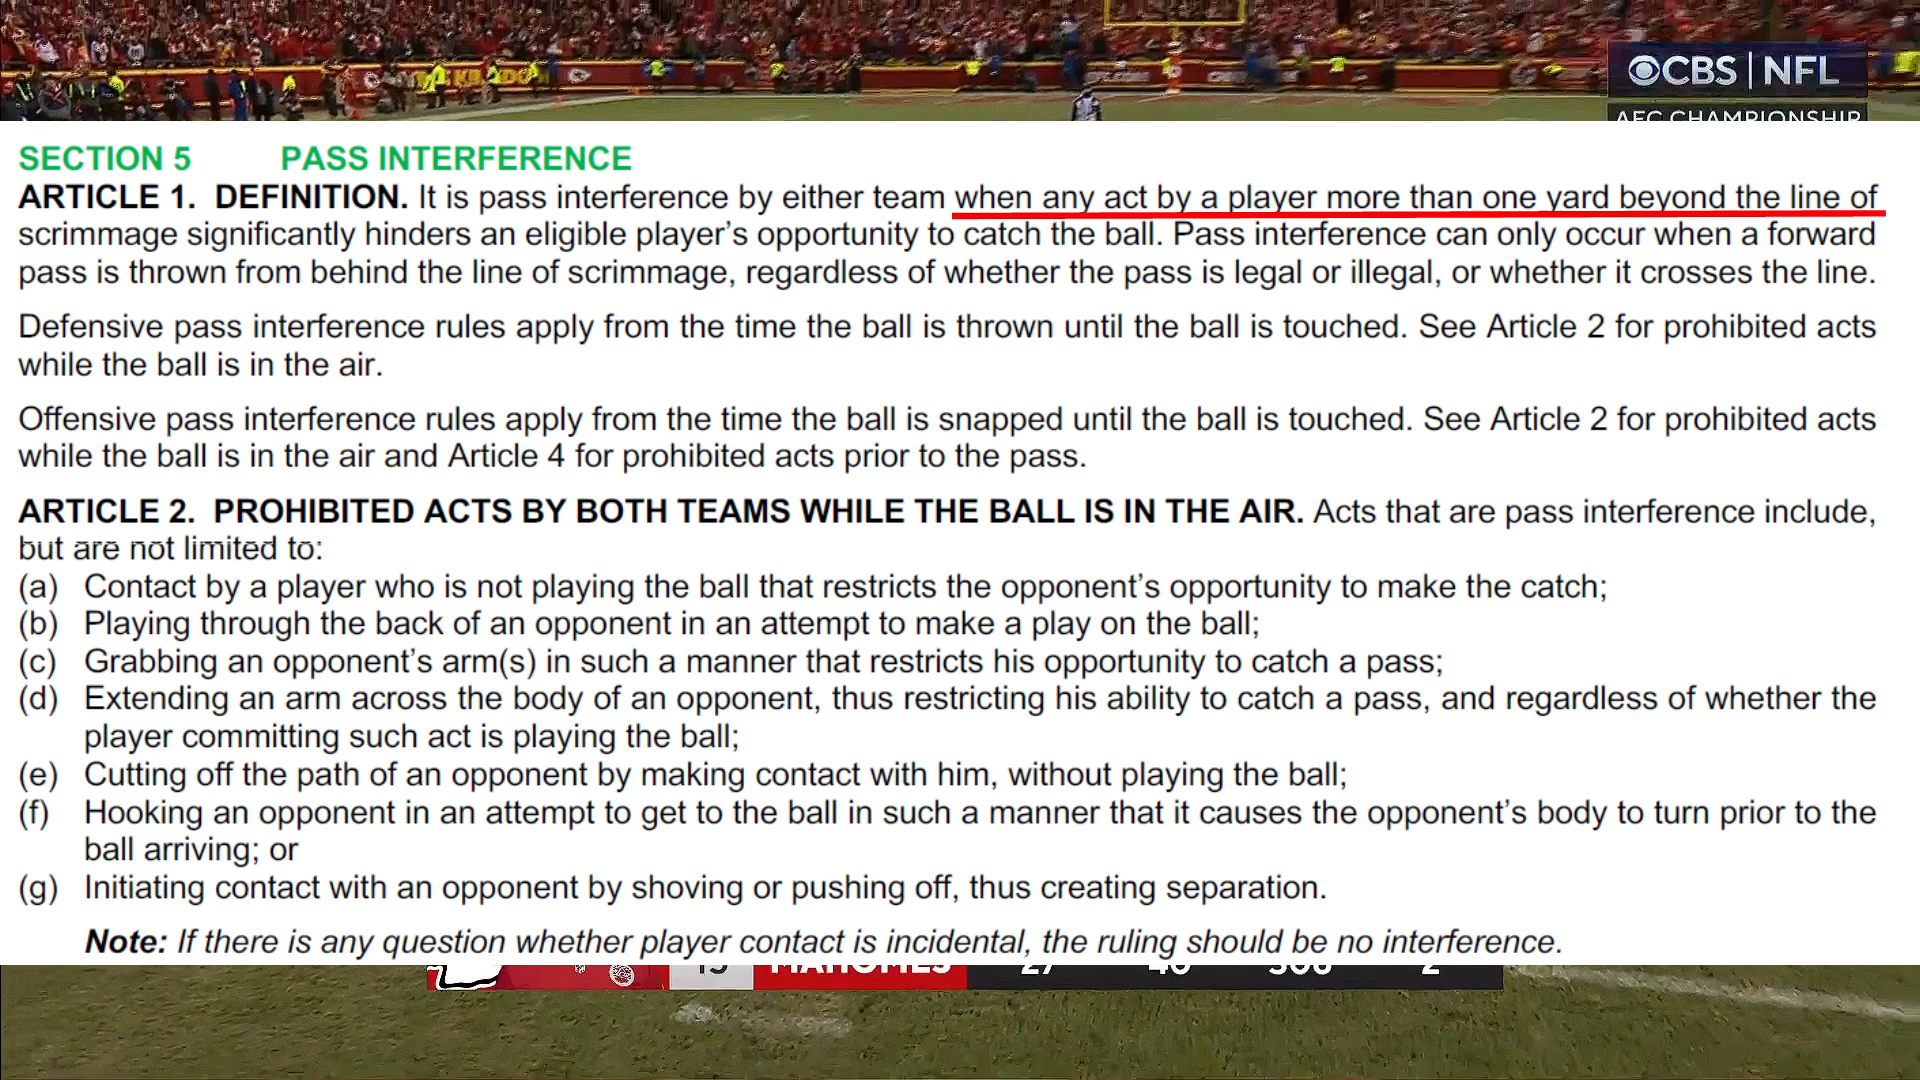 CBS | NFL
AFC CHAMPIONSHIP
SECTION 5 PASS INTERFERENCE
ARTICLE 1. DEFINITION. It is pass interference by either team when any act by a player more than one yard beyond the line of
scrimmage significantly hinders an eligible player’s opportunity to catch the ball. Pass interference can only occur when a forward
pass is thrown from behind the line of scrimmage, regardless of whether the pass is legal or illegal, or whether it crosses the line.
Defensive pass interference rules apply from the time the ball is thrown until the ball is touched. See Article 2 for prohibited acts
while the ball is in the air.
Offensive pass interference rules apply from the time the ball is snapped until the ball is touched. See Article 2 for prohibited acts
while the ball is in the air and Article 4 for prohibited acts prior to the pass.
ARTICLE 2. PROHIBITED ACTS BY BOTH TEAMS WHILE THE BALL IS IN THE AIR. Acts that are pass interference include,
but are not limited to:
(a) Contact by a player who is not playing the ball that restricts the opponent’s opportunity to make the catch;
(b) Playing through the back of an opponent in an attempt to make a play on the ball;
(c) Grabbing an opponent’s arm(s) in such a manner that restricts his opportunity to catch a pass;
(d) Extending an arm across the body of an opponent, thus restricting his ability to catch a pass, and regardless of whether the
player committing such act is playing the ball;
(e) Cutting off the path of an opponent by making contact with him, without playing the ball;
(f) Hooking an opponent in an attempt to get to the ball in such a manner that it causes the opponent’s body to turn prior to the
ball arriving; or
(g) Initiating contact with an opponent by shoving or pushing off, thus creating separation.
Note: If there is any question whether player contact is incidental, the ruling should be no interference.
15 MAHOMES 27 2